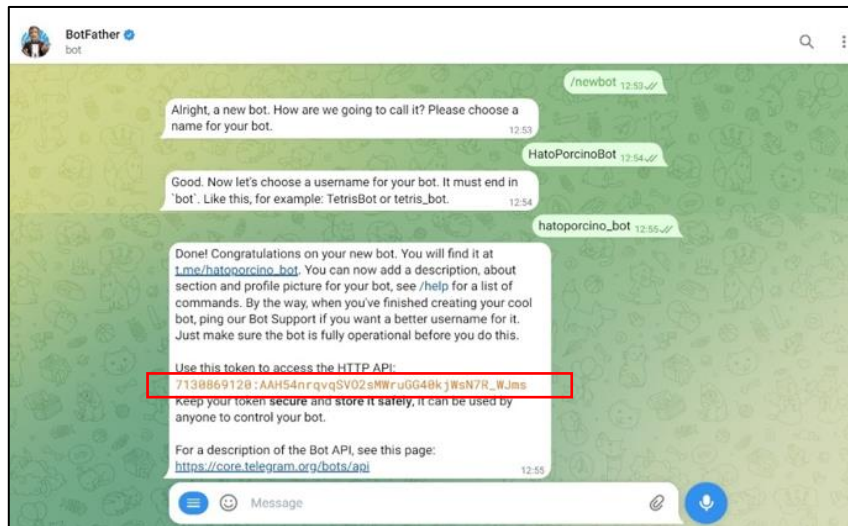 BotFather
bot
/newbot 12:53
Alright, a new bot. How are we going to call it? Please choose a
name for your bot.
12:53
HatoPorcinoBot 12:54
Good. Now let's choose a username for your bot. It must end in
`bot`. Like this, for example: TetrisBot or tetris_bot.
12:54
hatoporcino_bot 12:55
Done! Congratulations on your new bot. You will find it at
t.me/hatoporcino_bot. You can now add a description, about
section and profile picture for your bot, see /help for a list of
commands. By the way, when you've finished creating your cool
bot, ping our Bot Support if you want a better username for it.
Just make sure the bot is fully operational before you do this.
Use this token to access the HTTP API:
7130869120:AAH54nrqvqSVO2sMWruGG40kjWsN7R_WJms
Keep your token secure and store it safely, it can be used by
anyone to control your bot.
For a description of the Bot API, see this page:
https://core.telegram.org/bots/api
12:55
Message